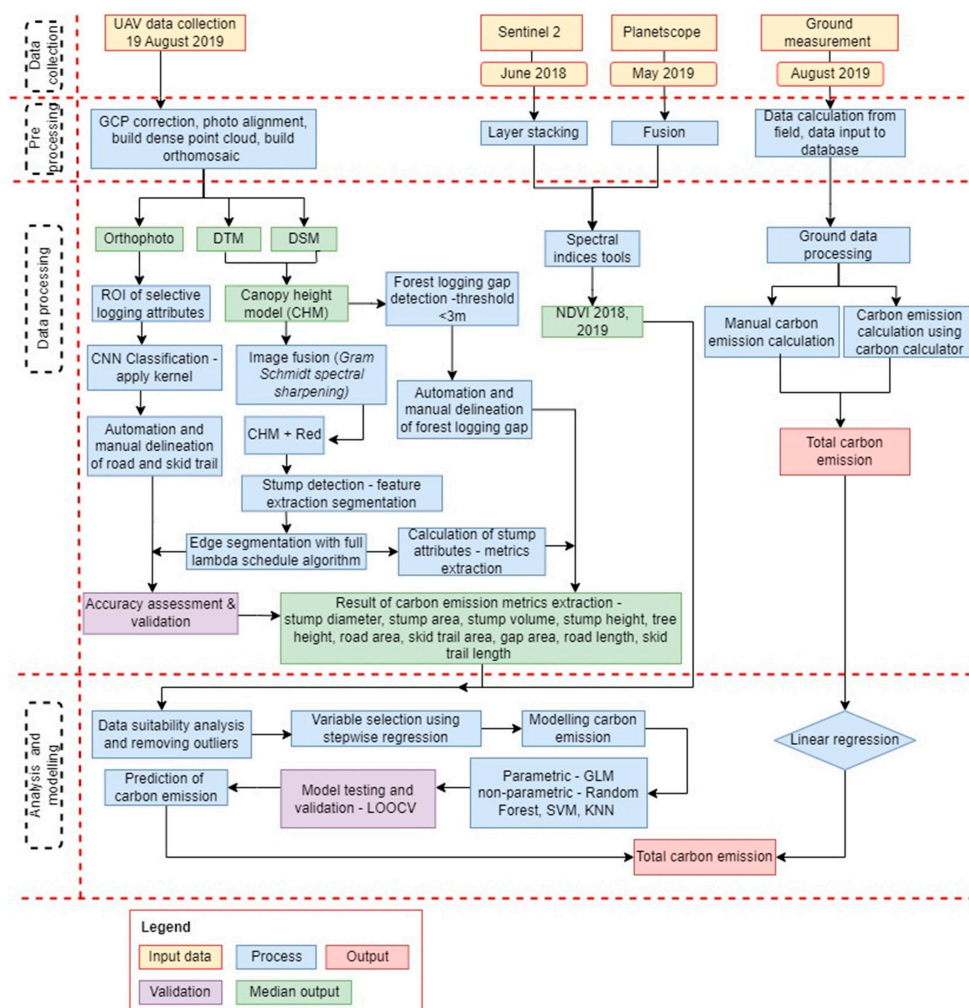 UAV data collection
19 August 2019
Sentinel 2
Planetscope
Ground
measurement
June 2018
May 2019
August 2019
Data
collection
GCP correction, photo alignment,
build dense point cloud, build
orthomosaic
Layer stacking
Fusion
Data calculation from
field, data input to
database
Pre
processing
Orthophoto
DTM
DSM
Spectral
indices tools
Ground data
processing
ROI of selective
logging attributes
Canopy height
model (CHM)
Forest logging gap
detection -threshold
<3m
NDVI 2018,
2019
Manual carbon
emission calculation
Carbon emission
calculation using
carbon calculator
CNN Classification -
apply kernel
Image fusion (Gram
Schmidt spectral
sharpening)
Automation and
manual delineation
of forest logging gap
Data processing
Automation and
manual delineation
of road and skid trail
CHM + Red
Total carbon
emission
Stump detection - feature
extraction segmentation
Edge segmentation with full
lambda schedule algorithm
Calculation of stump
attributes - metrics
extraction
Accuracy assessment &
validation
Result of carbon emission metrics extraction -
stump diameter, stump area, stump volume, stump height, tree
height, road area, skid trail area, gap area, road length, skid
trail length
Data suitability analysis
and removing outliers
Variable selection using
stepwise regression
Modelling carbon
emission
Linear regression
Analysis and
modelling
Prediction of
carbon emission
Model testing and
validation - LOOCV
Parametric - GLM
non-parametric - Random
Forest, SVM, KNN
Total carbon emission
Legend
Input data
Process
Output
Validation
Median output